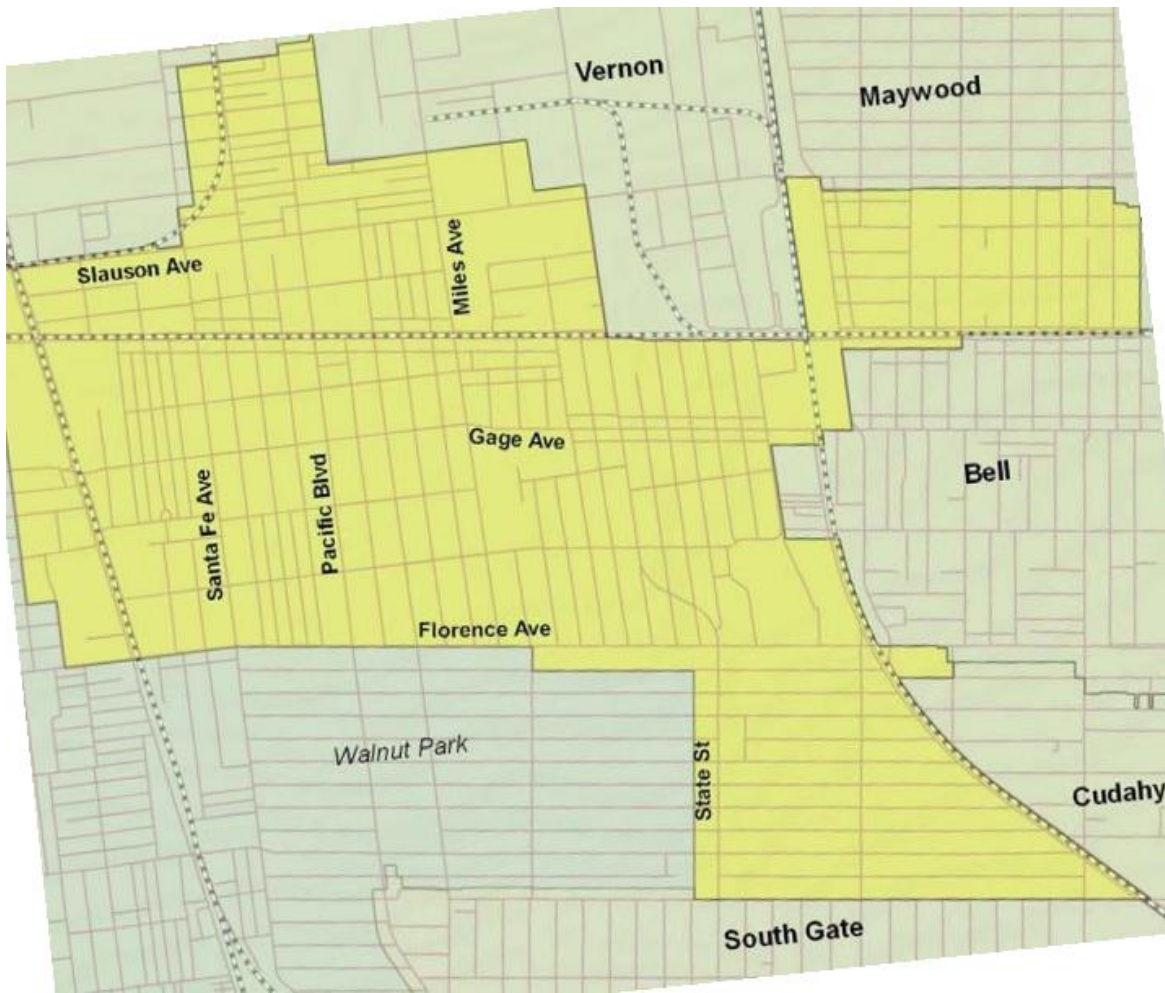 Vernon
Maywood
Slauson Ave
Miles Ave
Gage Ave
Bell
Santa Fe Ave
Pacific Blvd
Florence Ave
Walnut Park
State St
Cudahy
South Gate